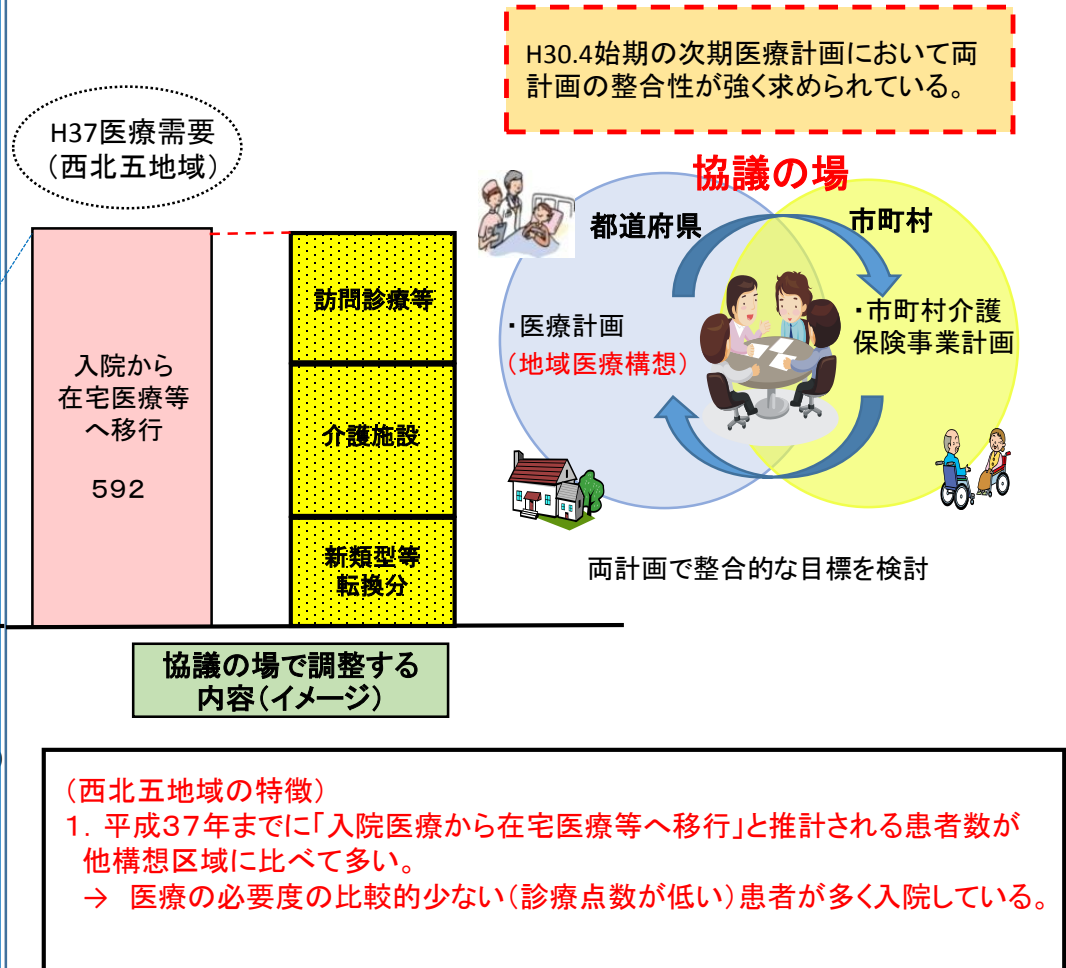 H30.4始期の次期医療計画において両
計画の整合性が強く求められている。
H37医療需要
（西北五地域）
協議の場
都道府県
市町村
・医療計画
（地域医療構想）
・市町村介護
保険事業計画
両計画で整合的な目標を検討
入院から
在宅医療等
へ移行
592
訪問診療等
介護施設
新類型等
転換分
協議の場で調整する
内容（イメージ）
（西北五地域の特徴）
１．平成３７年までに「入院医療から在宅医療等へ移行」と推計される患者数が
他構想区域に比べて多い。
→　医療の必要度の比較的少ない（診療点数が低い）患者が多く入院している。